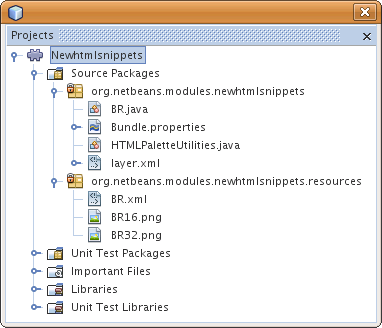 Projects
Newhtmlsnippets
Source Packages
org.netbeans.modules.newhtmlsnippets
BR.java
Bundle.properties
HTMLPaletteUtilities.java
layer.xml
org.netbeans.modules.newhtmlsnippets.resources
BR.xml
BR16.png
BR32.png
Unit Test Packages
Important Files
Libraries
Unit Test Libraries